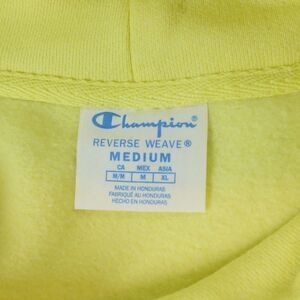 Champion
REVERSE WEAVE®
MEDIUM
CA MEX ASIA
M/M M XL
MADE IN HONDURAS
FABRIQUÉ AU HONDURAS
HECHO EN HONDURAS